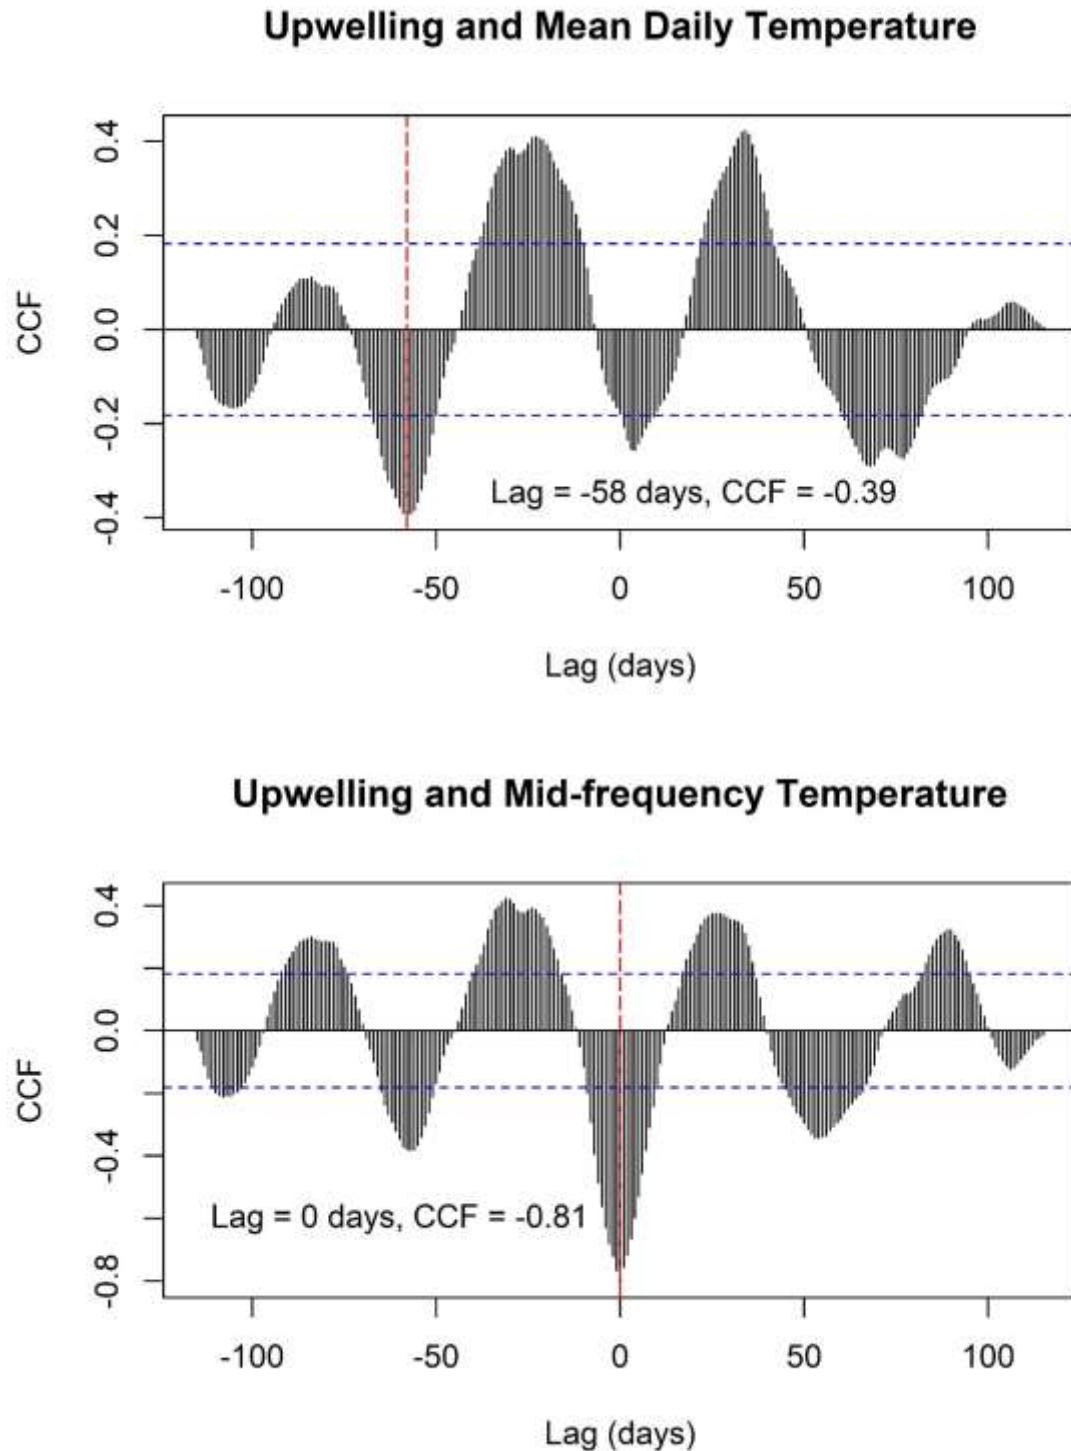 Upwelling and Mean Daily Temperature
CCF
0.4
0.2
0.0
-0.2
-0.4
Lag = -58 days, CCF = -0.39
-100 -50 0 50 100
Lag (days)
Upwelling and Mid-frequency Temperature
CCF
0.4
0.0
-0.4
-0.8
Lag = 0 days, CCF = -0.81
-100 -50 0 50 100
Lag (days)